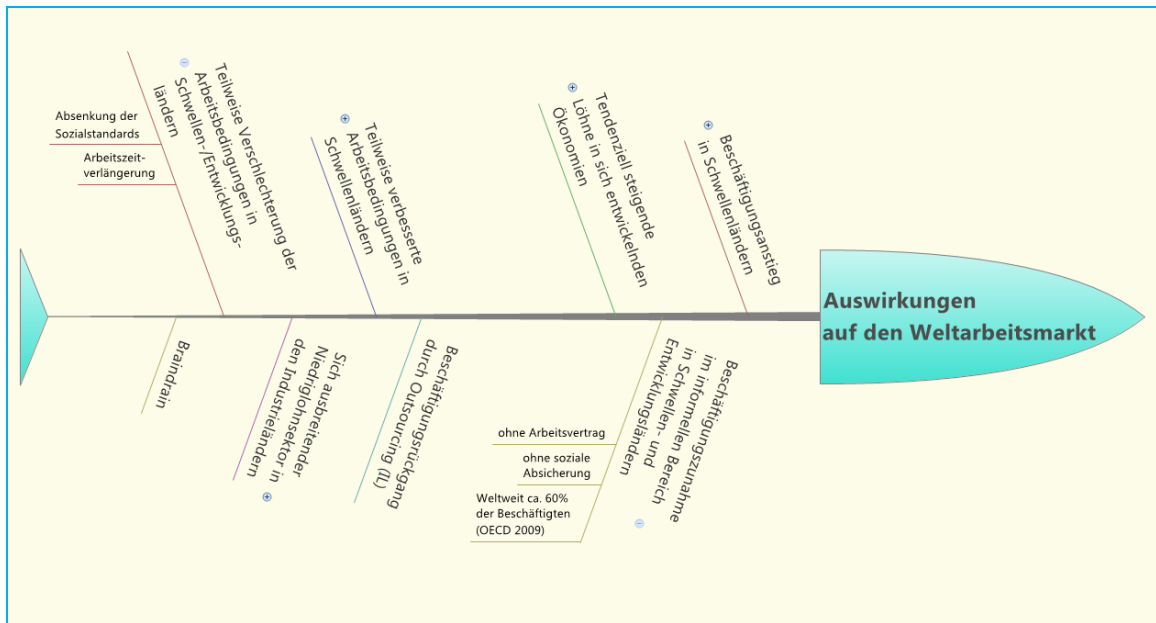 Teilweise Verschlechterung der
Arbeitsbedingungen in
Schwellen-/Entwicklungs-
ländern
Absenkung der
Sozialstandards
Arbeitszeit-
verlängerung
Teilweise verbesserte
Arbeitsbedingungen in
Schwellenländern
Tendenziell steigende
Löhne in sich entwickelnden
Ökonomien
Beschäftigungsanstieg
in Schwellenländern
Auswirkungen
auf den Weltarbeitsmarkt
Braindrain
Sich ausbreitender
Niedriglohnsektor in
den Industrieländern
Beschäftigungsrückgang
durch Outsourcing (IL)
Beschäftigungszunahme
im informellen Bereich
in Schwellen- und
Entwicklungsländern
ohne Arbeitsvertrag
ohne soziale
Absicherung
Weltweit ca. 60%
der Beschäftigten
(OECD 2009)